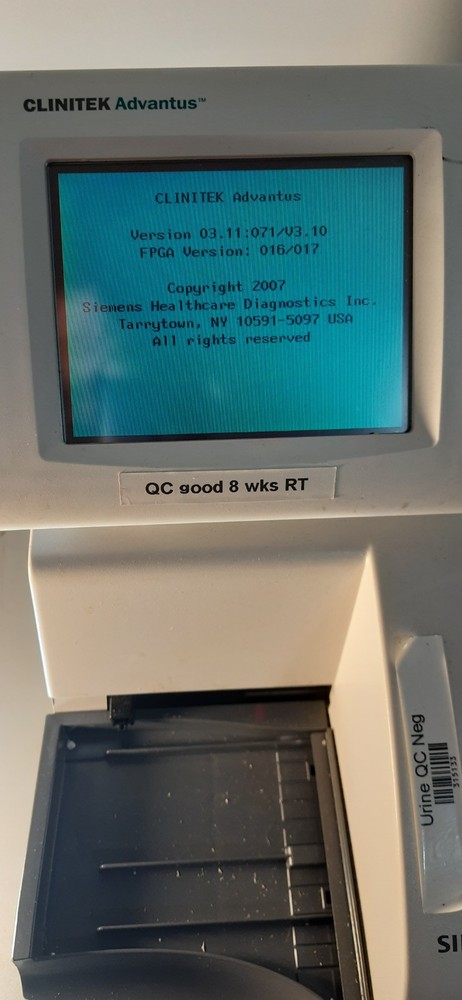 CLINITEK Advantus™
CLINITEK Advantus
Version 03.11:071/V3.10
FPGA Version: 016/017
Copyright 2007
Siemens Healthcare Diagnostics Inc.
Tarrytown, NY 10591-5097 USA
All rights reserved
QC good 8 wks RT
Urine QC Neg
515133
SI